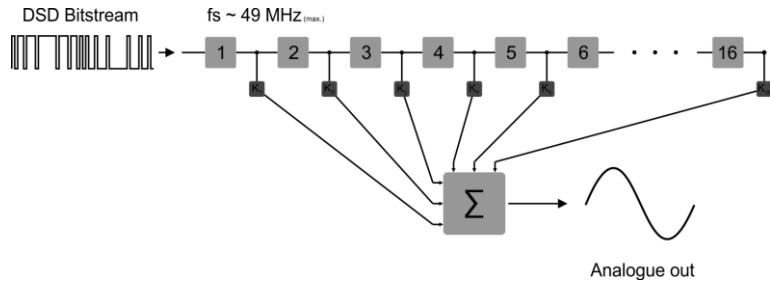 DSD Bitstream
fs ~ 49 MHz (max.)
1 2 3 4 5 6 16
Σ
Analogue out